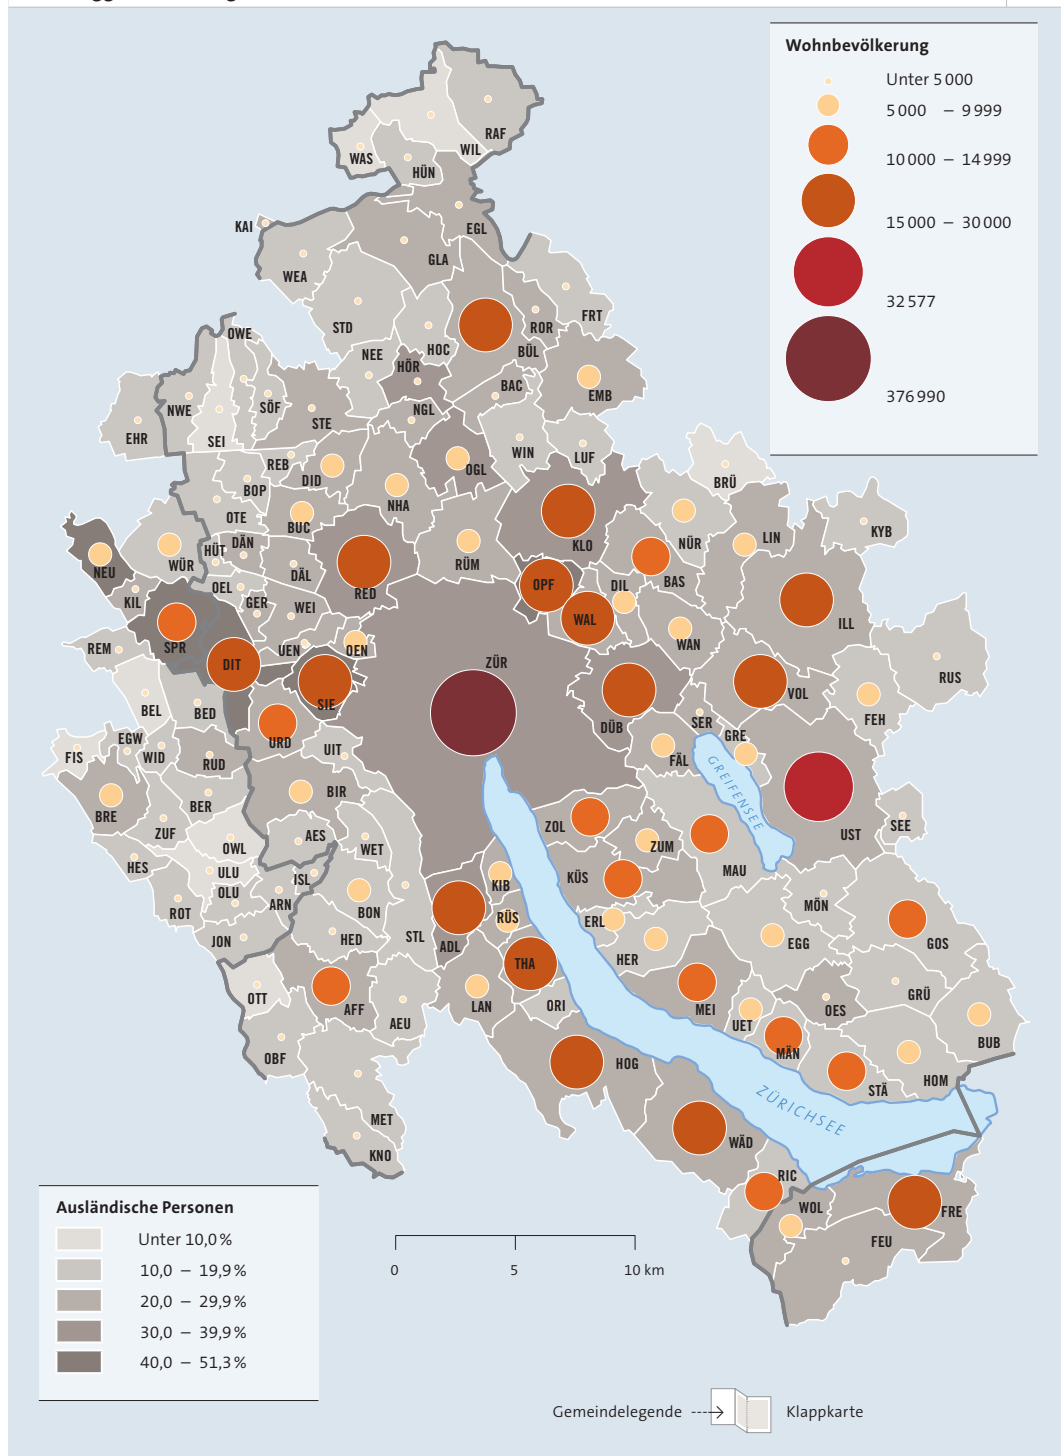 Wohnbevölkerung
Unter 5 000
5 000 – 9 999
10 000 – 14 999
15 000 – 30 000
32 577
376 990
RAF
WAS
WIL
HÜN
KAI
EGL
GLA
WEA
FRT
STD
ROR
OWE
HOC
BÜL
NEE
HÖR
BAC
EMB
NWE
SÖF
NGL
STE
EHR
SEI
WIN
LUF
REB
OGL
DID
BRÜ
BOP
NHA
OTE
BUC
KYB
LIN
DÄN
KLO
NÜR
HÜT
WÜR
RÜM
NEU
DÄL
BAS
OEL
RED
OPF
DIL
KIL
GER
WEI
WAL
ILL
SPR
REM
UEN
OEN
WAN
DIT
ZÜR
RUS
SIE
VOL
BEL
BED
SER
FEH
DÜB
GRE
EGW
URD
UIT
FIS
WID
RUD
FÄL
GREIFENSEE
BRE
BER
BIR
ZUF
ZOL
SEE
AES
WET
UST
OWL
ZUM
HES
ULU
ISL
MAU
KÜS
KIB
OLU
ARN
ROT
BON
MÖN
RÜS
ERL
JON
HED
STL
ADL
EGG
GOS
HER
THA
OTT
GRÜ
AFF
LAN
ORI
MEI
OES
AEU
UET
BUB
OBF
MÄN
HOG
HOM
STÄ
ZÜRICHSEE
MET
WÄD
KNO
RIC
WOL
FRE
FEU
Ausländische Personen
Unter 10,0 %
10,0 – 19,9 %
20,0 – 29,9 %
30,0 – 39,9 %
40,0 – 51,3 %
0 5 10 km
Gemeindelegende Klappkarte